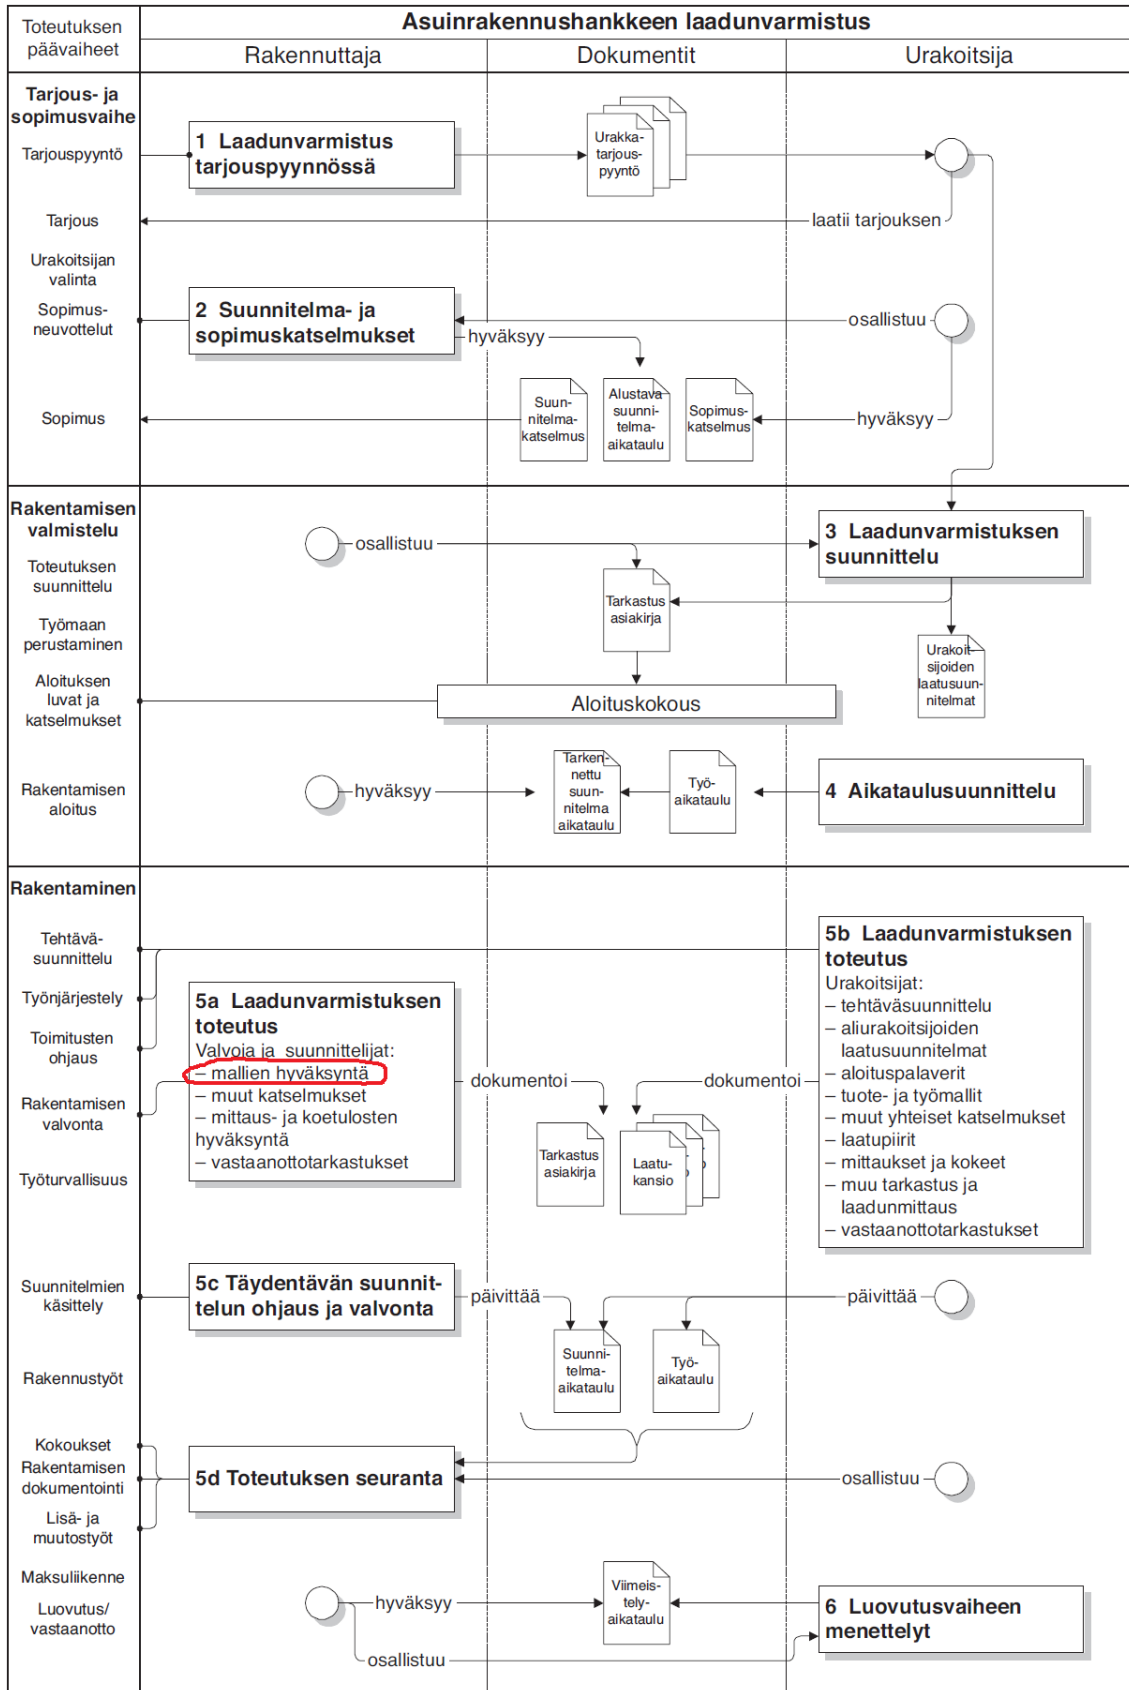 Toteutuksen
päävaiheet
Asuinrakennushankkeen laadunvarmistus
Rakennuttaja
Dokumentit
Urakoitsija
Tarjous- ja
sopimusvaihe
Tarjouspyyntö
1 Laadunvarmistus
tarjouspyynnössä
Urakka-
tarjous-
pyyntö
Tarjous
laatii tarjouksen
Urakoitsijan
valinta
Sopimus-
neuvottelut
2 Suunnitelma- ja
sopimuskatselmukset
osallistuu
hyväksyy
Sopimus
Suun-
nitelma-
katselmus
Alustava
suunni-
telma-
aikataulu
Sopimus-
katselmus
hyväksyy
Rakentamisen
valmistelu
osallistuu
3 Laadunvarmistuksen
suunnittelu
Toteutuksen
suunnittelu
Tarkastus
asiakirja
Työmaan
perustaminen
Urakoit-
sijoiden
laatusuun-
nitelmat
Aloituksen
luvat ja
katselmukset
Aloituskokous
Rakentamisen
aloitus
hyväksyy
Tarken-
nettu
suun-
nitelma
aikataulu
Työ-
aikataulu
4 Aikataulusuunnittelu
Rakentaminen
Tehtävä-
suunnittelu
Työnjärjestely
Toimitusten
ohjaus
Rakentamisen
valvonta
Työturvallisuus
5a Laadunvarmistuksen
toteutus
Valvoja ja suunnittelijat:
– mallien hyväksyntä
– muut katselmukset
– mittaus- ja koetulosten
hyväksyntä
– vastaanottotarkastukset
dokumentoi
dokumentoi
Tarkastus
asiakirja
Laatu-
kansio
5b Laadunvarmistuksen
toteutus
Urakoitsijat:
– tehtäväsuunnittelu
– aliurakoitsijoiden
laatusuunnitelmat
– aloituspalaverit
– tuote- ja työmallit
– muut yhteiset katselmukset
– laatupiirit
– mittaukset ja kokeet
– muu tarkastus ja
laadunmittaus
– vastaanottotarkastukset
Suunnitelmien
käsittely
5c Täydentävän suunnit-
telun ohjaus ja valvonta
päivittää
päivittää
Rakennustyöt
Suunni-
telma-
aikataulu
Työ-
aikataulu
Kokoukset
Rakentamisen
dokumentointi
Lisä- ja
muutostyöt
5d Toteutuksen seuranta
osallistuu
Maksuliikenne
Luovutus/
vastaanotto
hyväksyy
osallistuu
Viimeis-
tely-
aikataulu
6 Luovutusvaiheen
menettelyt